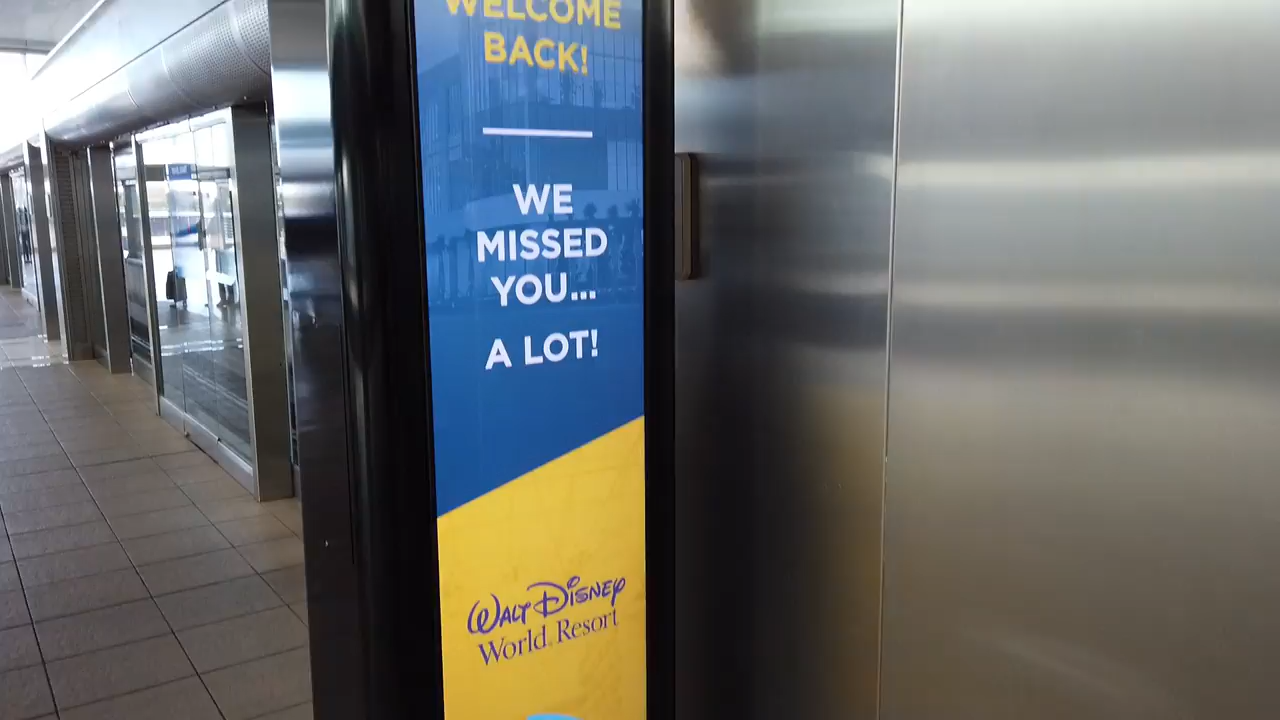 WELCOME
BACK!
WE
MISSED
YOU...
A LOT!
WALT DISNEY
World Resort